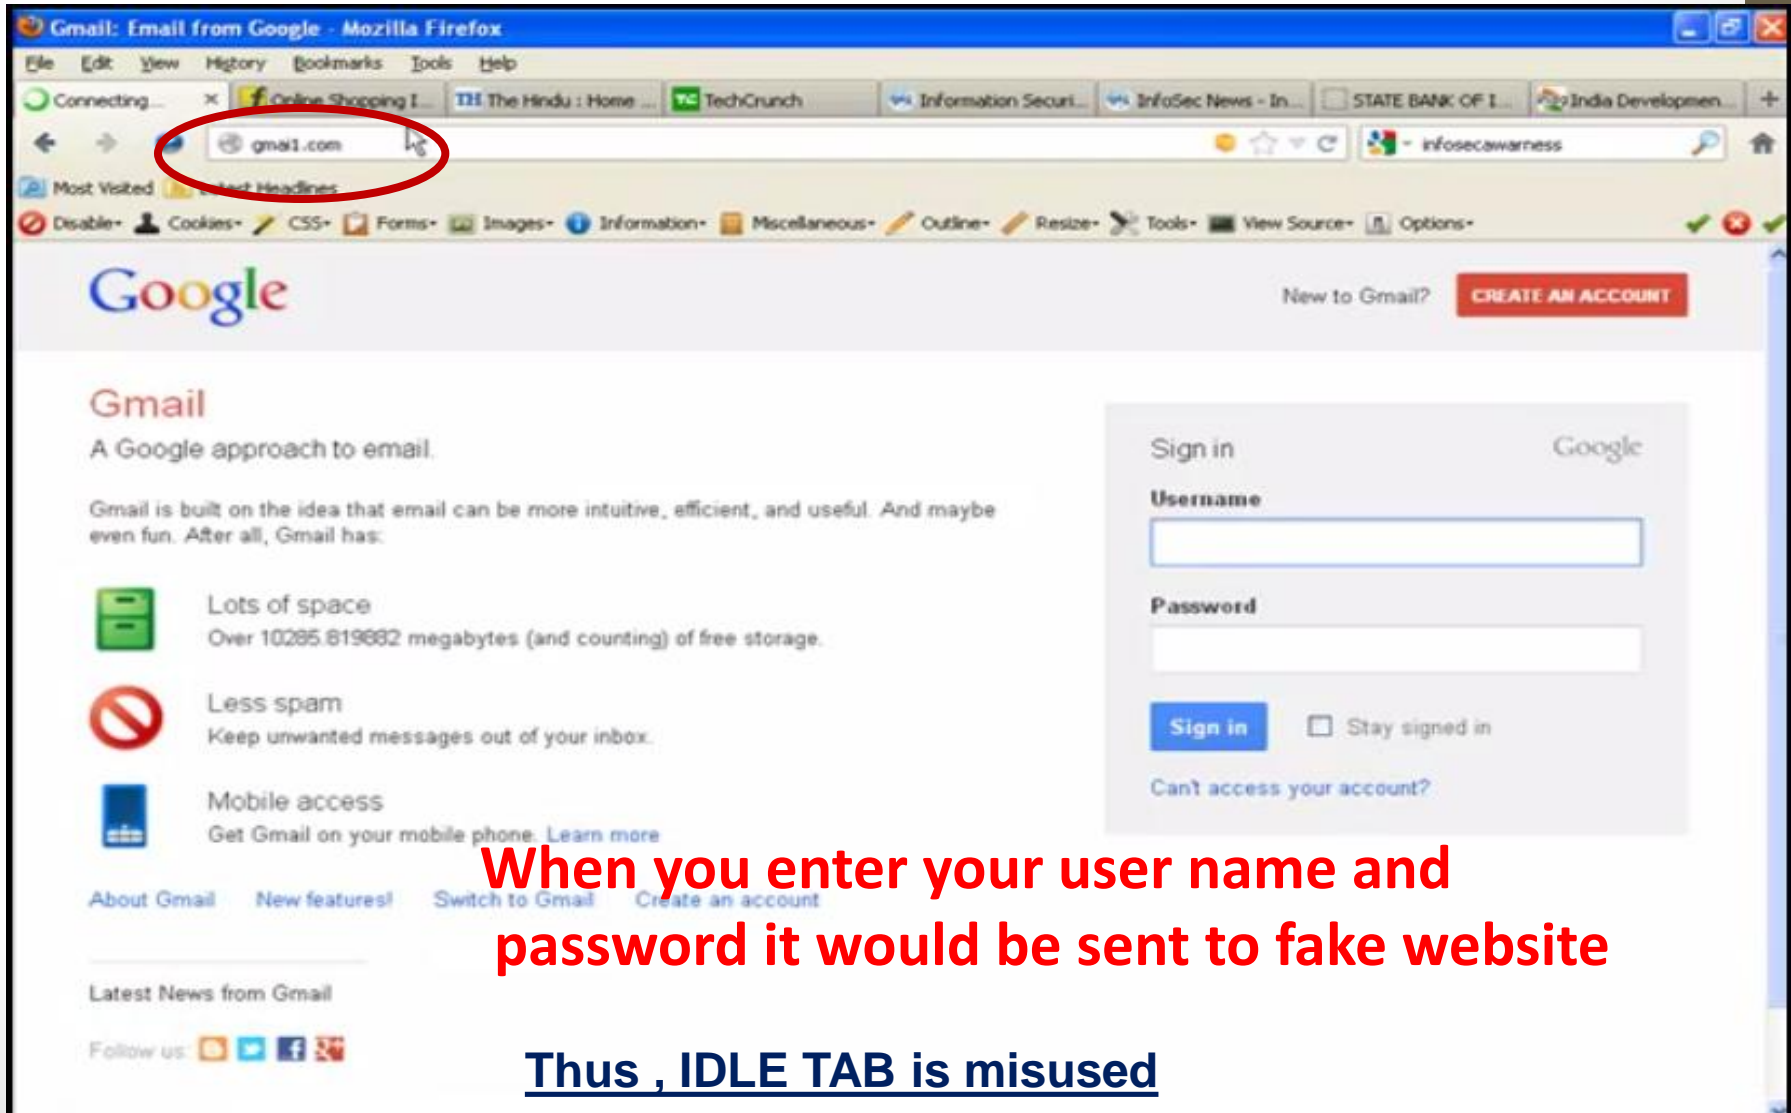 Gmail: Email from Google - Mozilla Firefox
File Edit View History Bookmarks Tools Help
Connecting... Online Shopping I... TH The Hindu : Home ... TC TechCrunch Information Securi... InfoSec News - In... STATE BANK OF I... India Developmen...
gmai1.com infosecawarness
Most Visited Latest Headlines
Disable Cookies CSS Forms Images Information Miscellaneous Outline Resize Tools View Source Options
Google New to Gmail? CREATE AN ACCOUNT
Gmail
A Google approach to email.
Gmail is built on the idea that email can be more intuitive, efficient, and useful. And maybe
even fun. After all, Gmail has:
Lots of space
Over 10285.819882 megabytes (and counting) of free storage.
Less spam
Keep unwanted messages out of your inbox.
Mobile access
Get Gmail on your mobile phone. Learn more
Sign in Google
Username
Password
Sign in Stay signed in
Can't access your account?
When you enter your user name and
password it would be sent to fake website
About Gmail New features! Switch to Gmail Create an account
Latest News from Gmail
Follow us:
Thus , IDLE TAB is misused